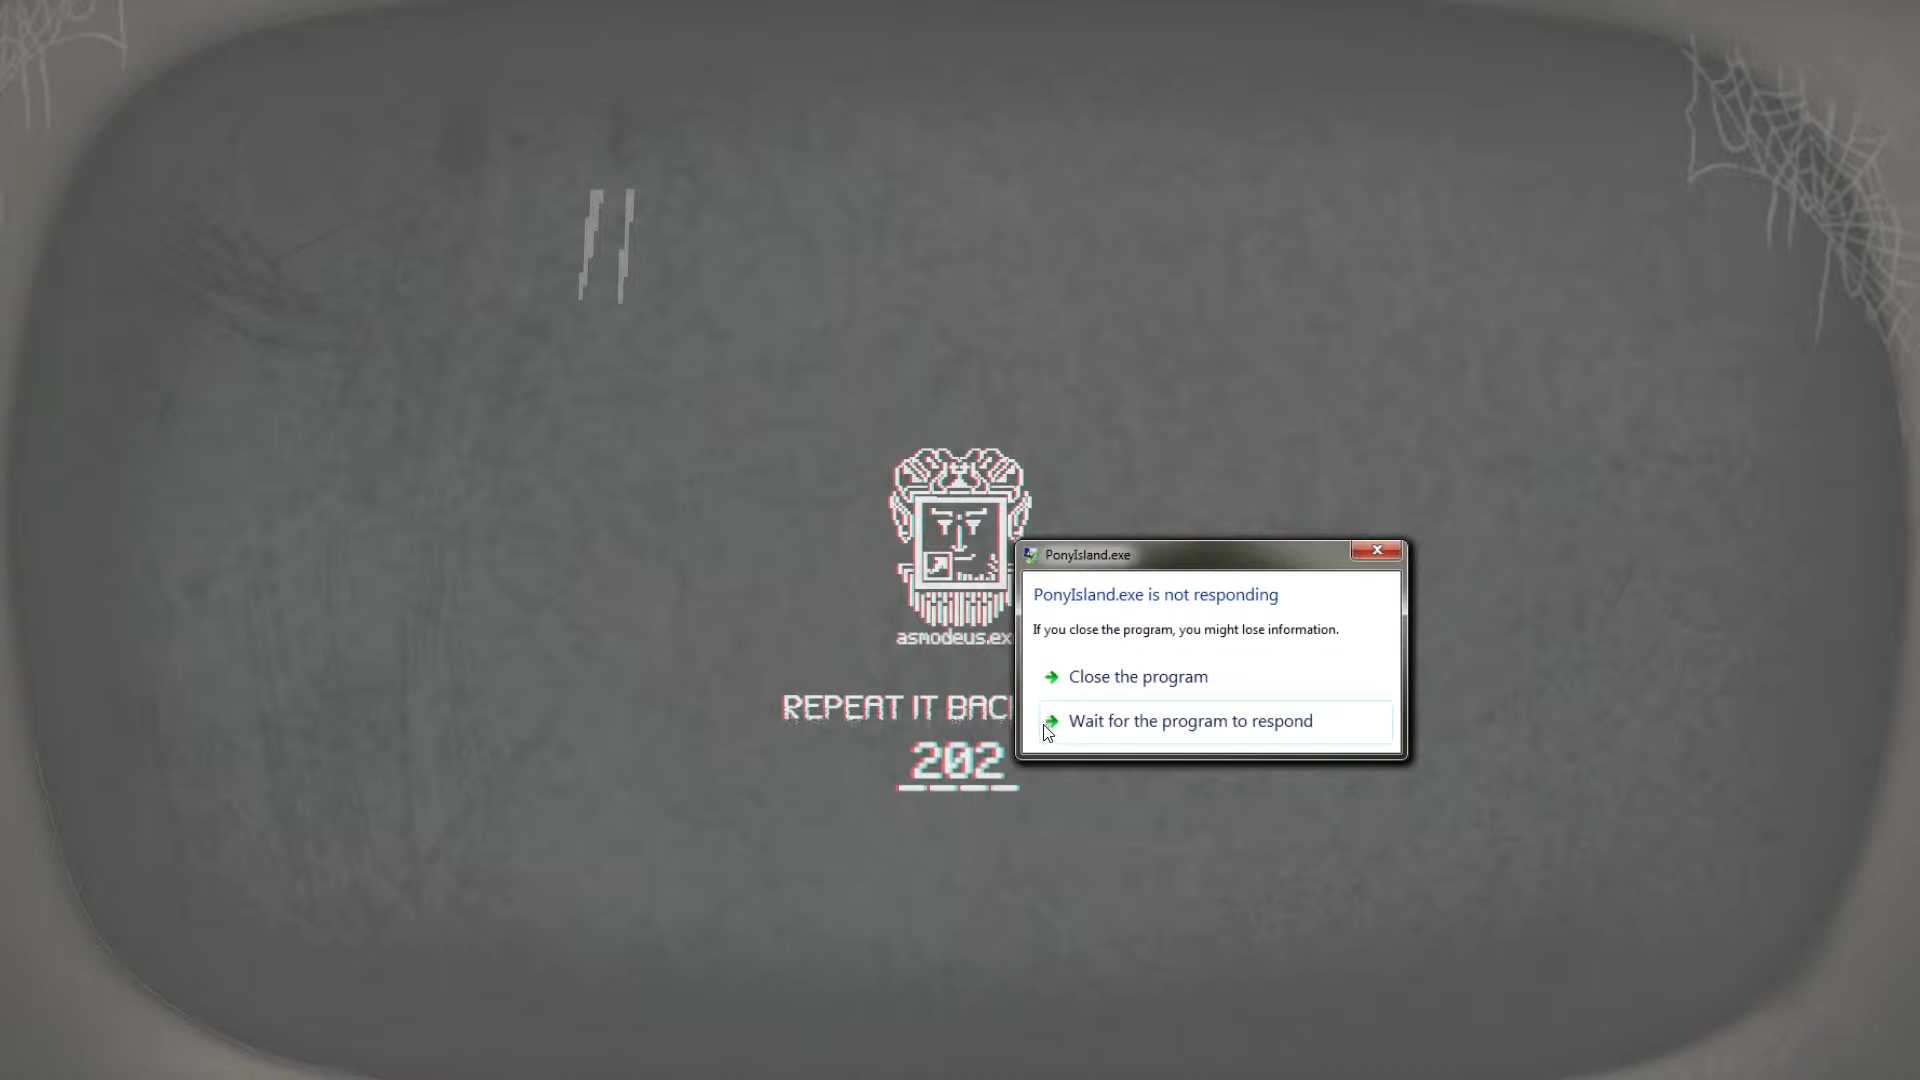 asmodeus.ex
REPEAT IT BAC
202
PonyIsland.exe
PonyIsland.exe is not responding
If you close the program, you might lose information.
Close the program
Wait for the program to respond